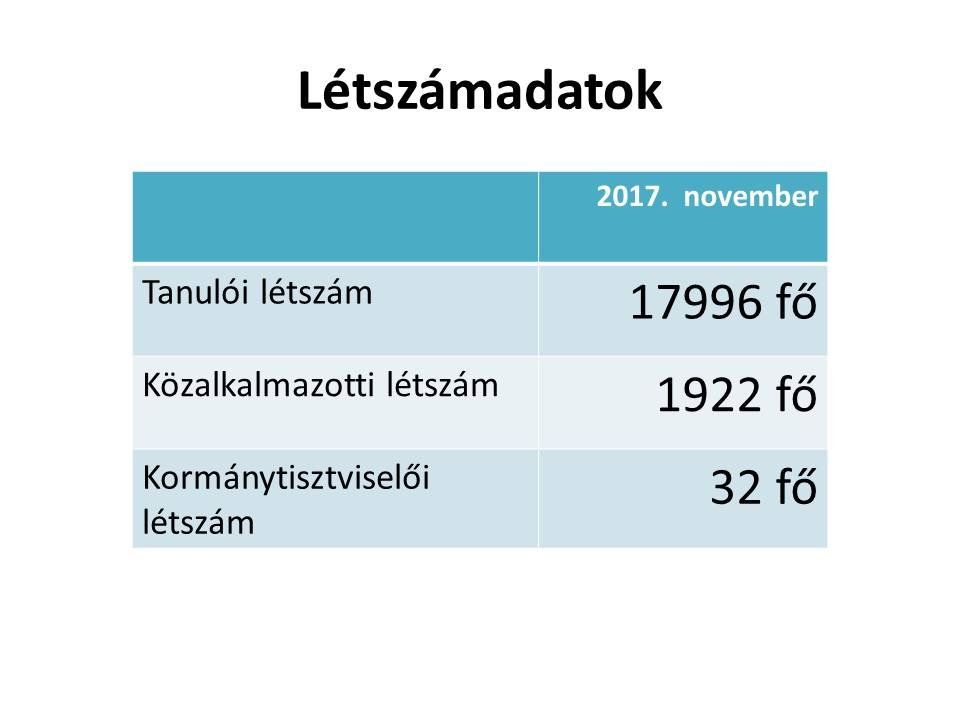 Létszámadatok
2017. november
Tanulói létszám
17996 fő
Közalkalmazotti létszám
1922 fő
Kormánytisztviselői
létszám
32 fő